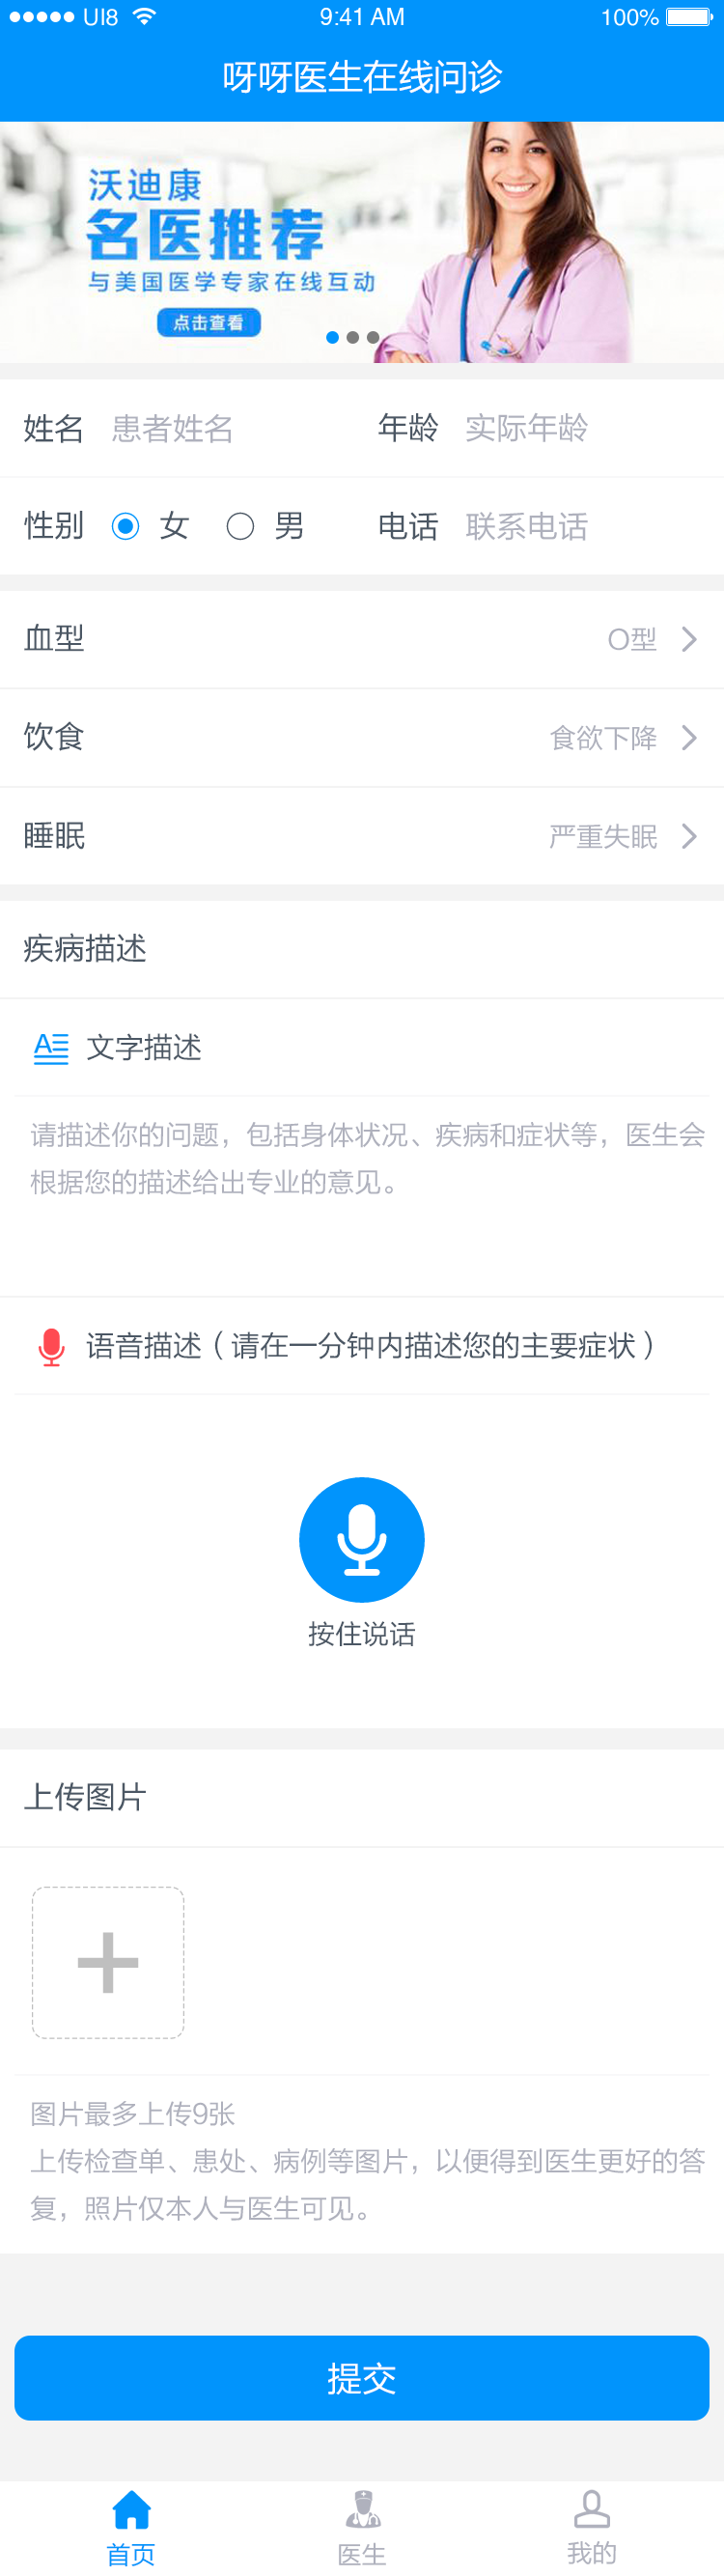 UI8 9:41 AM 100%
呀呀医生在线问诊
沃迪康
名医推荐
与美国医学专家在线互动
点击查看
姓名 患者姓名 年龄 实际年龄
性别 女 男 电话 联系电话
血型 O型
饮食 食欲下降
睡眠 严重失眠
疾病描述
文字描述
请描述你的问题，包括身体状况、疾病和症状等，医生会
根据您的描述给出专业的意见。
语音描述（请在一分钟内描述您的主要症状）
按住说话
上传图片
图片最多上传9张
上传检查单、患处、病例等图片，以便得到医生更好的答
复，照片仅本人与医生可见。
提交
首页 医生 我的